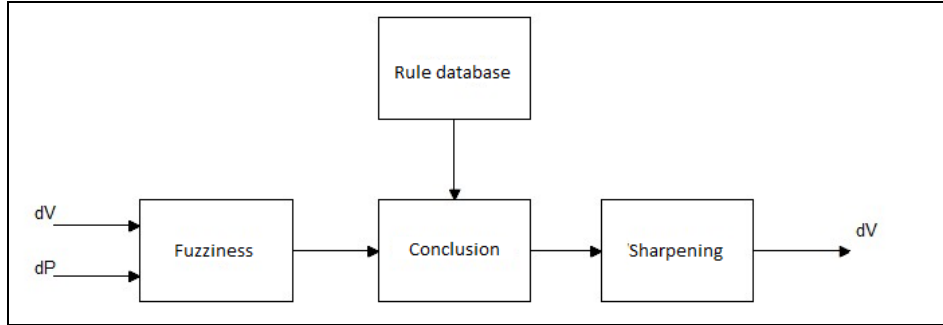 Rule database
dV
dP
Fuzziness
Conclusion
Sharpening
dV